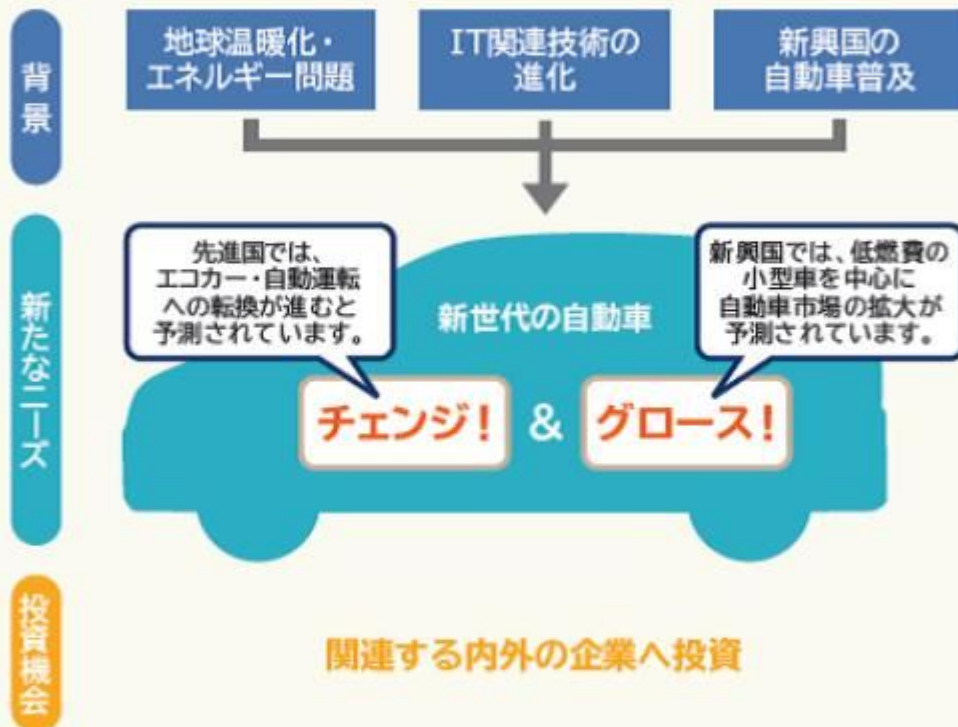 背景
地球温暖化・
エネルギー問題
IT関連技術の
進化
新興国の
自動車普及
新たなニーズ
先進国では、
エコカー・自動運転
への転換が進むと
予測されています。
新世代の自動車
新興国では、低燃費の
小型車を中心に
自動車市場の拡大が
予測されています。
チェンジ！ & グロース！
投資機会
関連する内外の企業へ投資